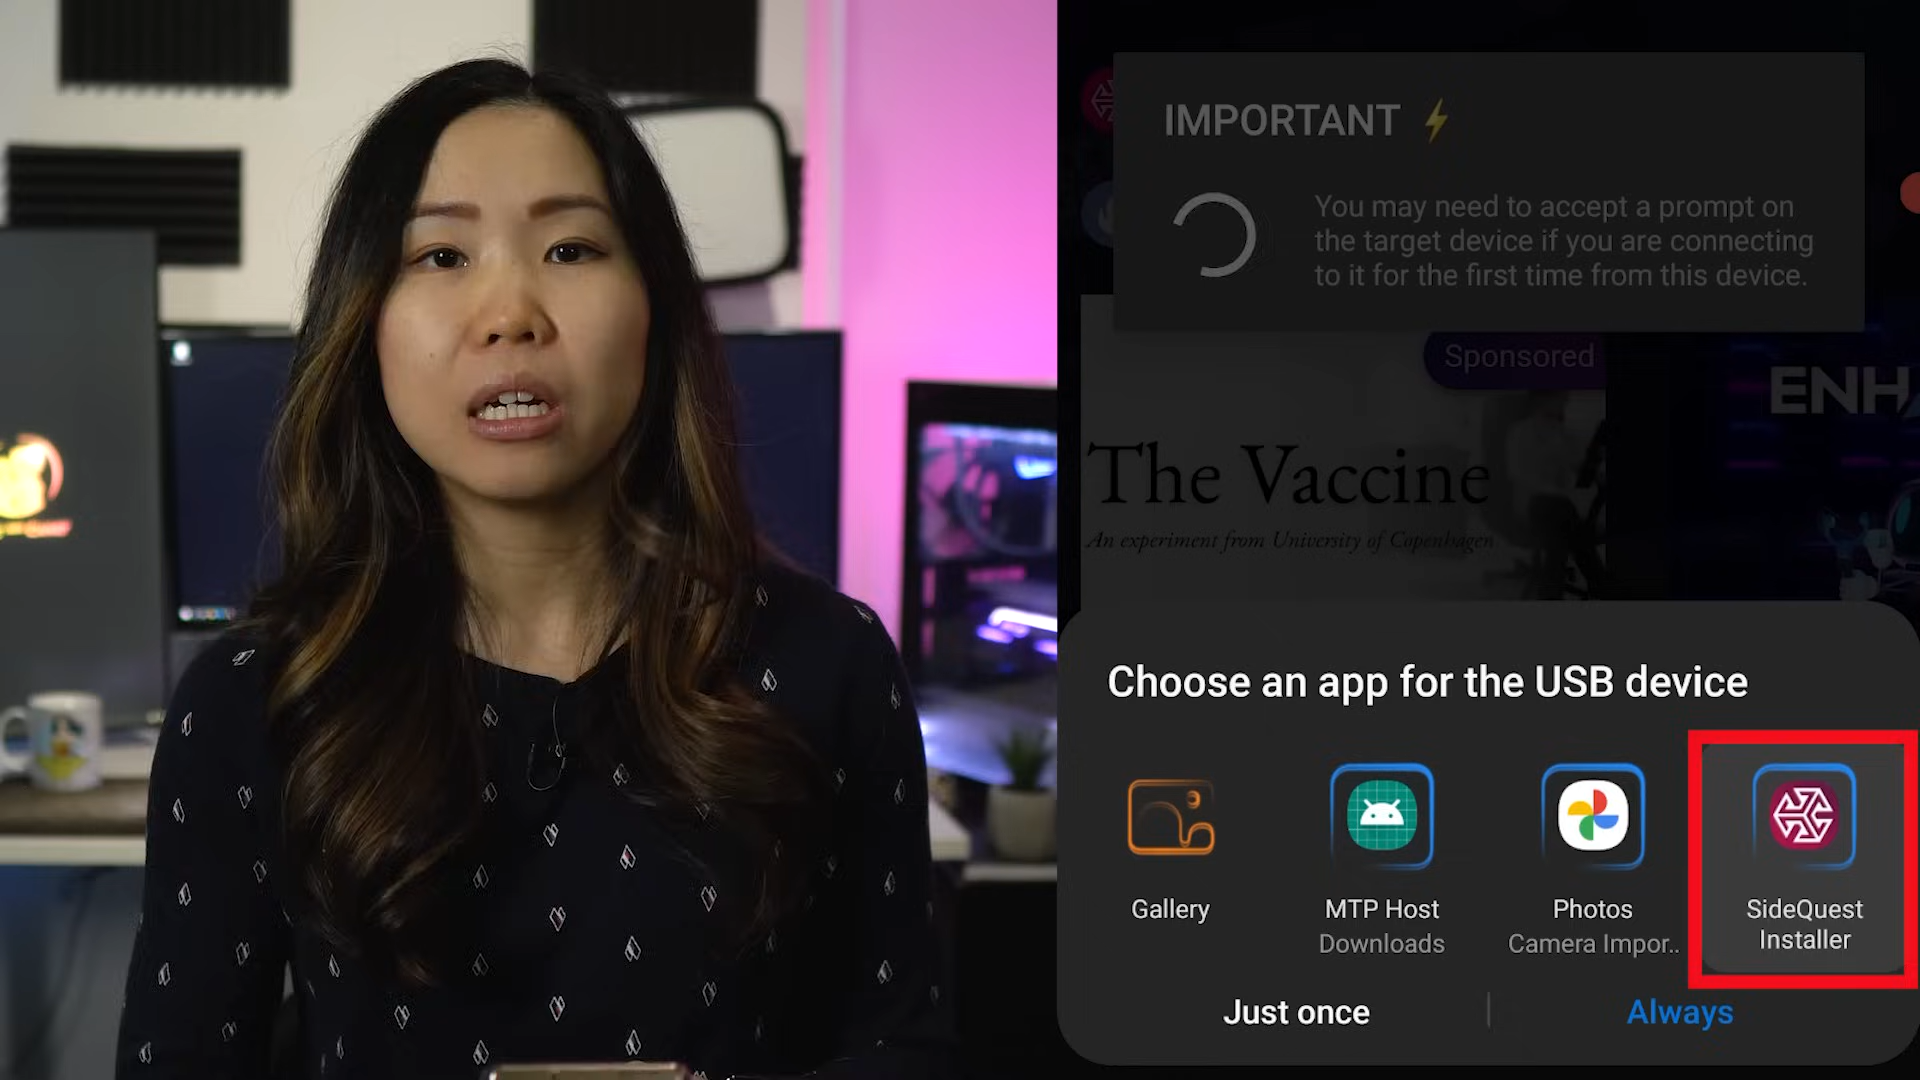 IMPORTANT ⚡
You may need to accept a prompt on
the target device if you are connecting
to it for the first time from this device.
Sponsored
ENH
The Vaccine
An experiment from University of Copenhagen
Choose an app for the USB device
Gallery
MTP Host
Downloads
Photos
Camera Impor..
SideQuest
Installer
Just once
Always